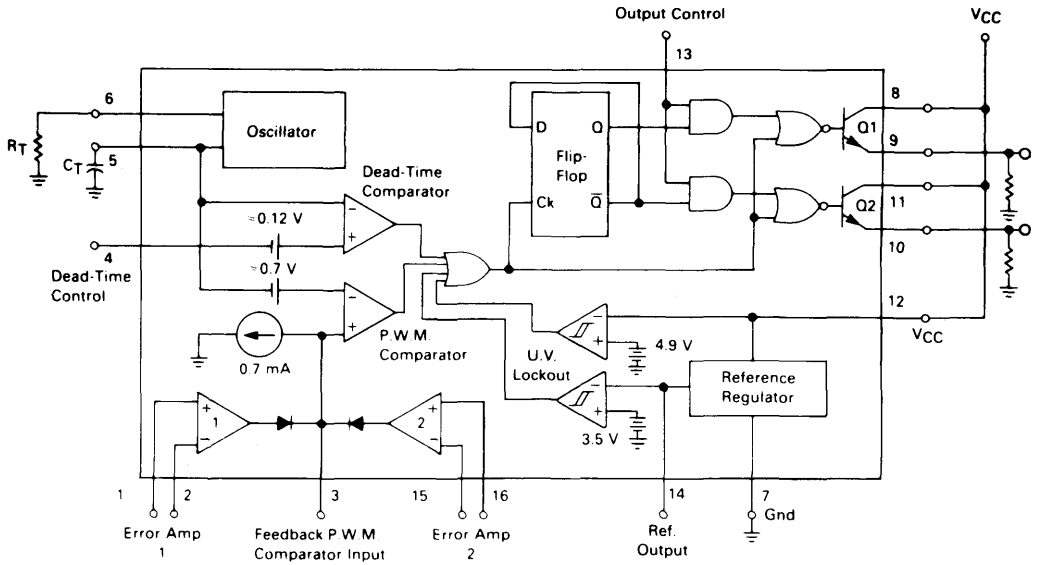 Output Control
VCC
13
6
8
RT
Oscillator
D
Q
Q1
5
9
CT
Flip-
Flop
Dead-Time
Comparator
Ck
Q
Q2
11
≈0.12 V
−
+
4
10
Dead-Time
Control
≈0.7 V
−
+
12
P.W.M.
Comparator
−
+
VCC
0.7 mA
4.9 V
U.V.
Lockout
Reference
Regulator
−
+
+
1
−
+
2
−
3.5 V
1
2
3
15
16
14
7
Gnd
Error Amp
1
Feedback P.W.M.
Comparator Input
Error Amp
2
Ref.
Output